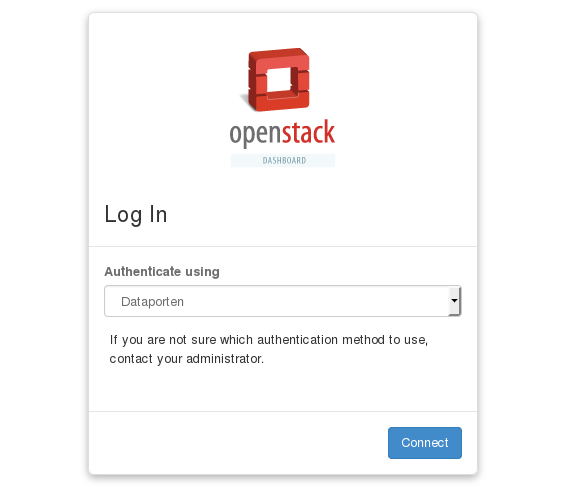 openstack
DASHBOARD
Log In
Authenticate using
Dataporten
If you are not sure which authentication method to use,
contact your administrator.
Connect